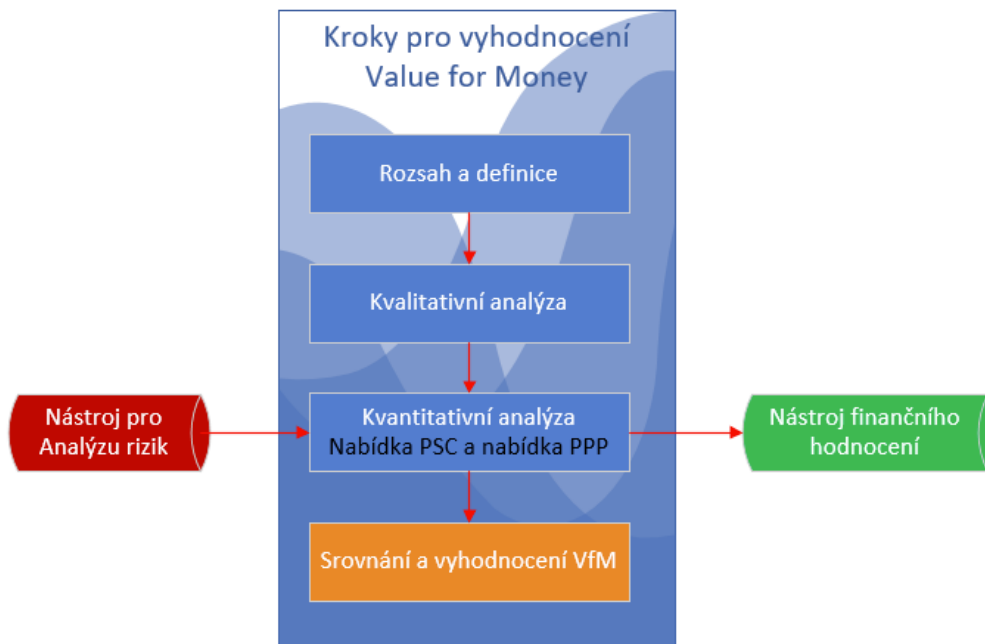 Kroky pro vyhodnocení
Value for Money
Rozsah a definice
Kvalitativní analýza
Nástroj pro
Analýzu rizik
Kvantitativní analýza
Nabídka PSC a nabídka PPP
Nástroj finančního
hodnocení
Srovnání a vyhodnocení VfM